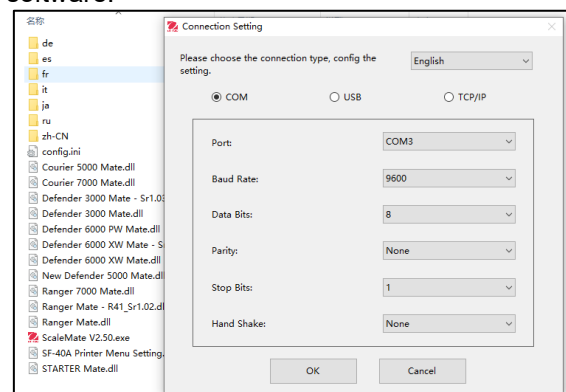 software.
名称
de
es
fr
it
ja
ru
zh-CN
config.ini
Courier 5000 Mate.dll
Courier 7000 Mate.dll
Defender 3000 Mate - Sr1.03
Defender 3000 Mate.dll
Defender 6000 PW Mate.dll
Defender 6000 XW Mate - S
Defender 6000 XW Mate.dll
New Defender 5000 Mate.dll
Ranger 7000 Mate.dll
Ranger Mate - R41_Sr1.02.dl
Ranger Mate.dll
ScaleMate V2.50.exe
SF-40A Printer Menu Setting.
STARTER Mate.dll
Connection Setting
Please choose the connection type, config the
setting.
English
COM
USB
TCP/IP
Port:
COM3
Baud Rate:
9600
Data Bits:
8
Parity:
None
Stop Bits:
1
Hand Shake:
None
OK
Cancel